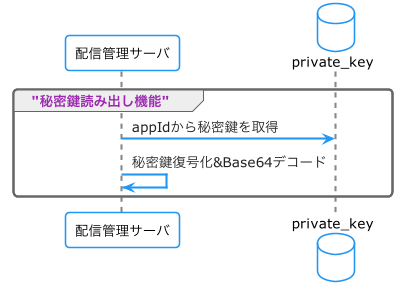 配信管理サーバ
private_key
"秘密鍵読み出し機能"
appIdから秘密鍵を取得
秘密鍵復号化&Base64デコード
配信管理サーバ
private_key